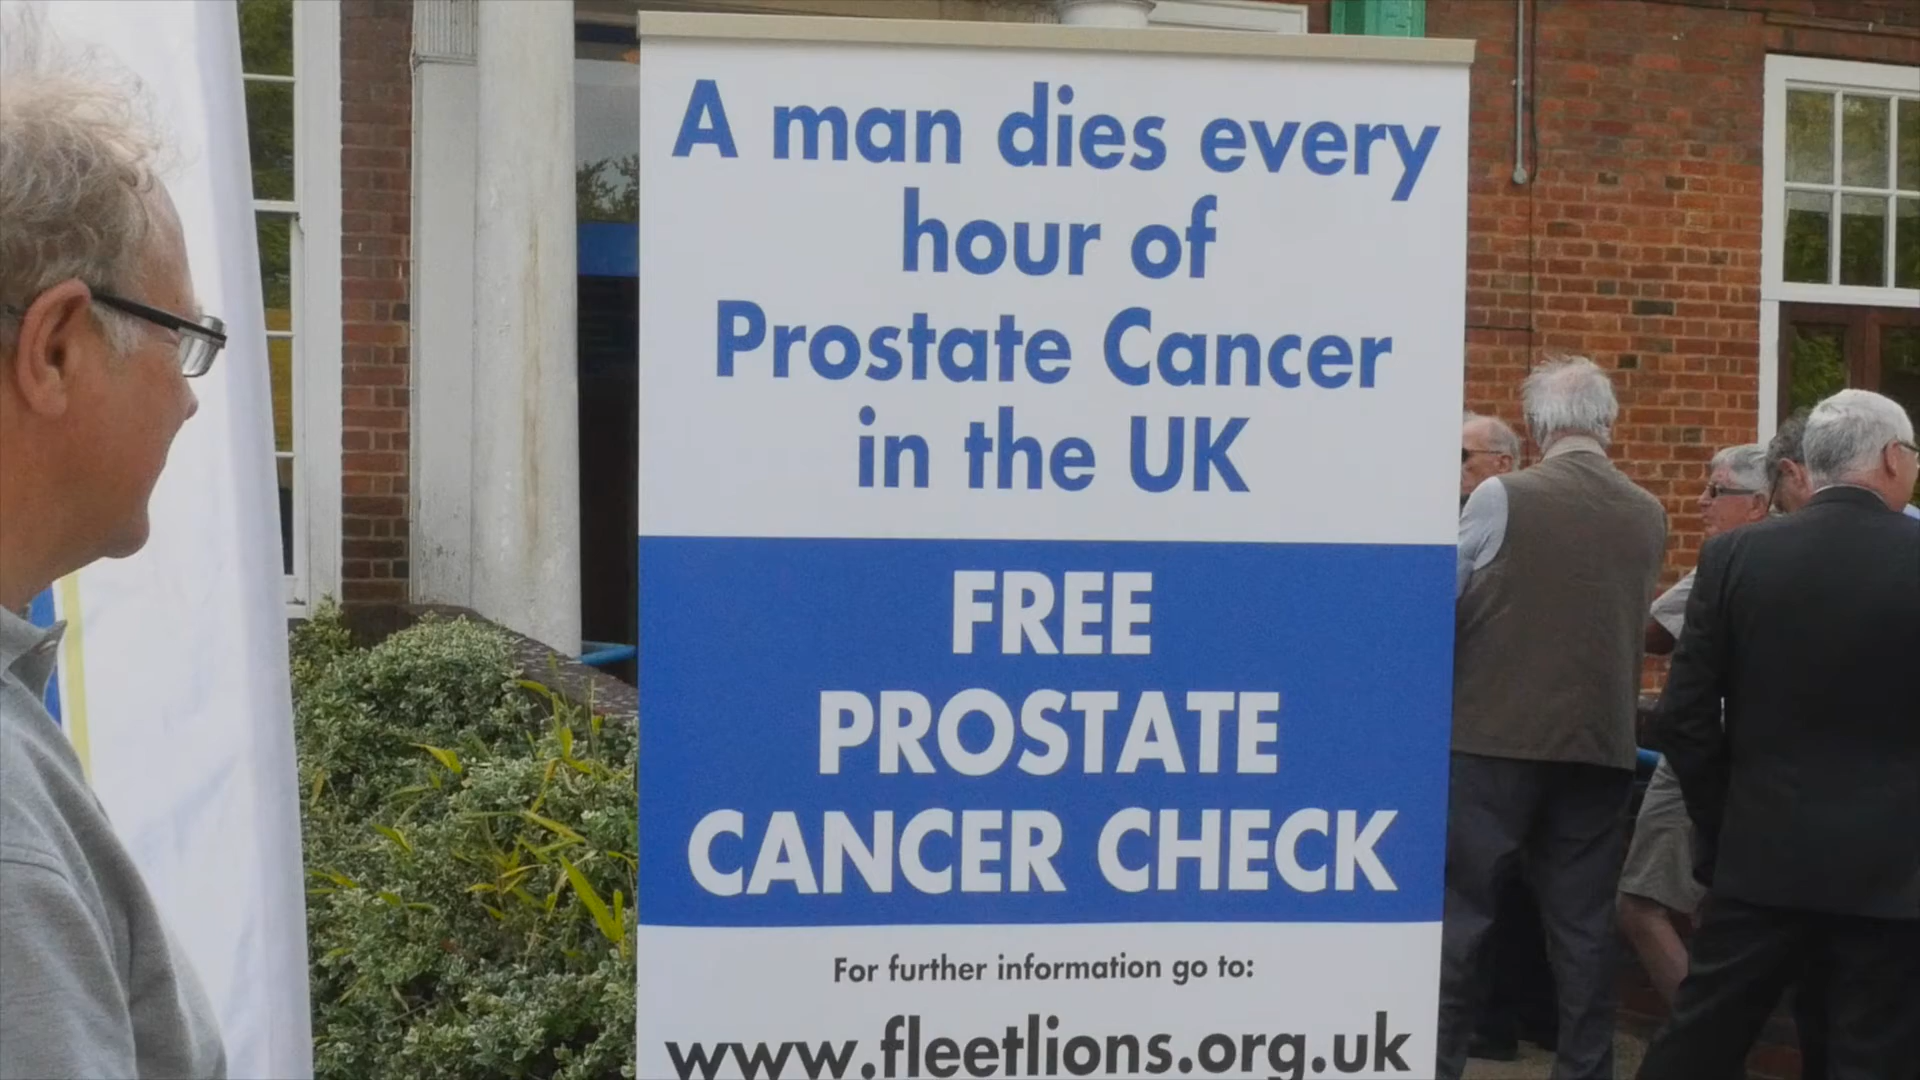 A man dies every
hour of
Prostate Cancer
in the UK
FREE
PROSTATE
CANCER CHECK
For further information go to:
www.fleetlions.org.uk